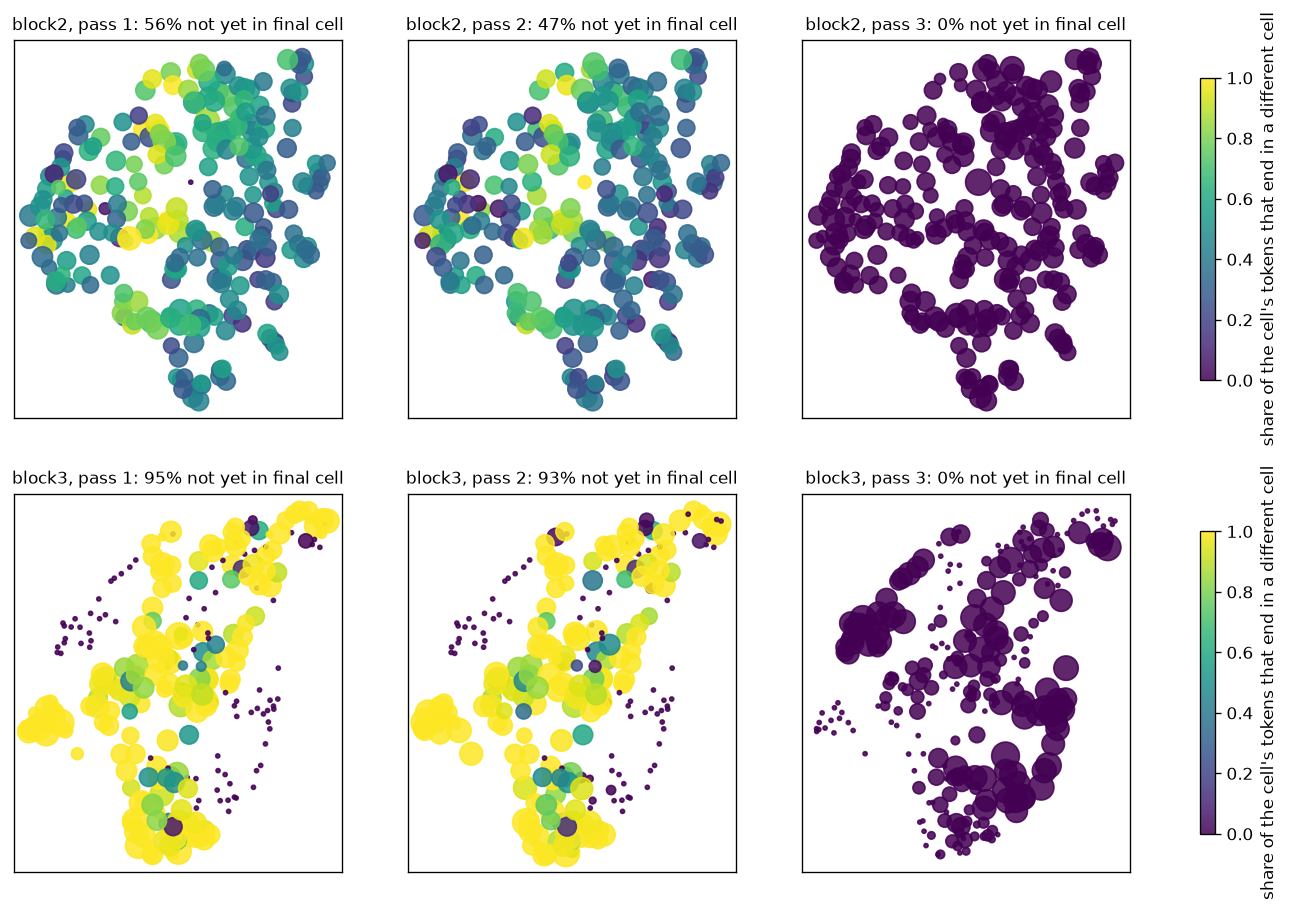 block2, pass 1: 56% not yet in final cell
block2, pass 2: 47% not yet in final cell
block2, pass 3: 0% not yet in final cell
1.0
0.8
0.6
0.4
0.2
0.0
share of the cell's tokens that end in a different cell
block3, pass 1: 95% not yet in final cell
block3, pass 2: 93% not yet in final cell
block3, pass 3: 0% not yet in final cell
1.0
0.8
0.6
0.4
0.2
0.0
share of the cell's tokens that end in a different cell